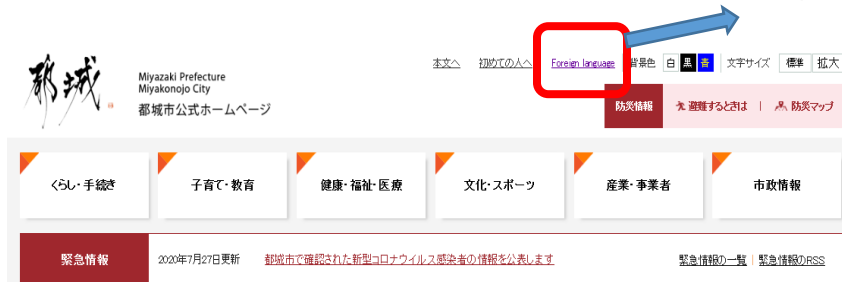 都城
本文へ 初めての人へ Foreign language 背景色 白 黒 青 文字サイズ 標準 拡大
Miyazaki Prefecture
Miyakonojo City
都城市公式ホームページ
防災情報 避難するときは | 防災マップ
くらし・手続き 子育て・教育 健康・福祉・医療 文化・スポーツ 産業・事業者 市政情報
緊急情報 2020年7月27日更新 都城市で確認された新型コロナウイルス感染者の情報を公表します 緊急情報の一覧 | 緊急情報のRSS